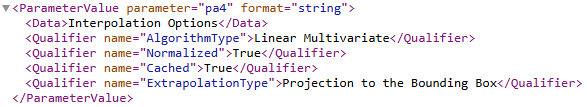 <ParameterValue parameter="pa4" format="string">
<Data>Interpolation Options</Data>
<Qualifier name="AlgorithmType">Linear Multivariate</Qualifier>
<Qualifier name="Normalized">True</Qualifier>
<Qualifier name="Cached">True</Qualifier>
<Qualifier name="ExtrapolationType">Projection to the Bounding Box</Qualifier>
</ParameterValue>